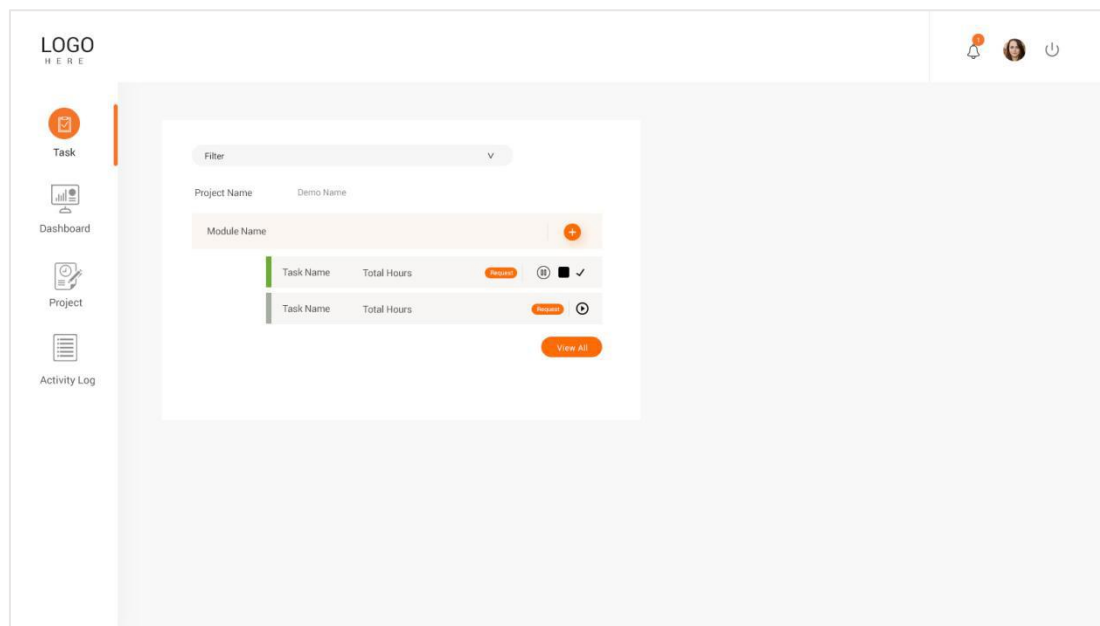 LOGO
HERE
1
Task
Dashboard
Project
Activity Log
Filter V
Project Name Demo Name
Module Name
Task Name Total Hours Request
Task Name Total Hours Request
View All